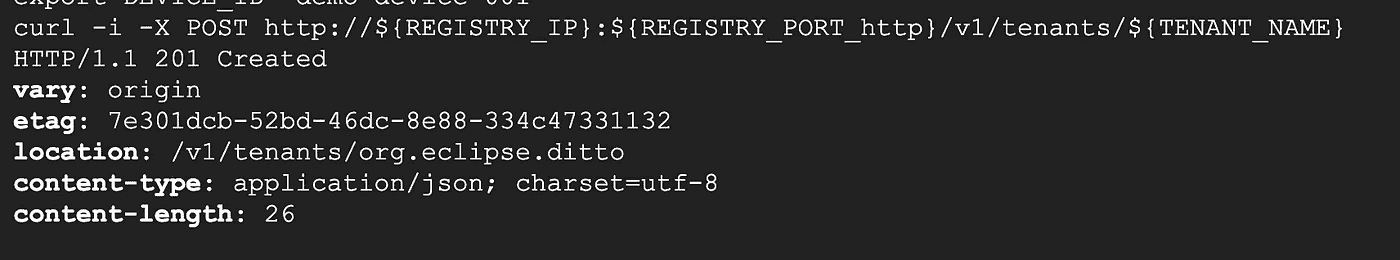 curl -i -X POST http://${REGISTRY_IP}:${REGISTRY_PORT_http}/v1/tenants/${TENANT_NAME}
HTTP/1.1 201 Created
vary: origin
etag: 7e301dcb-52bd-46dc-8e88-334c47331132
location: /v1/tenants/org.eclipse.ditto
content-type: application/json; charset=utf-8
content-length: 26